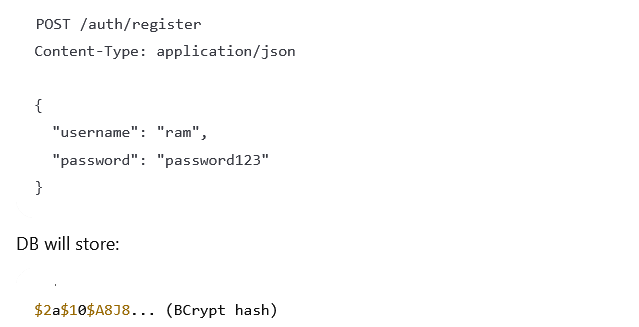 POST /auth/register
Content-Type: application/json
{
"username": "ram",
"password": "password123"
}
DB will store:
$2a$10$A8J8... (BCrypt hash)